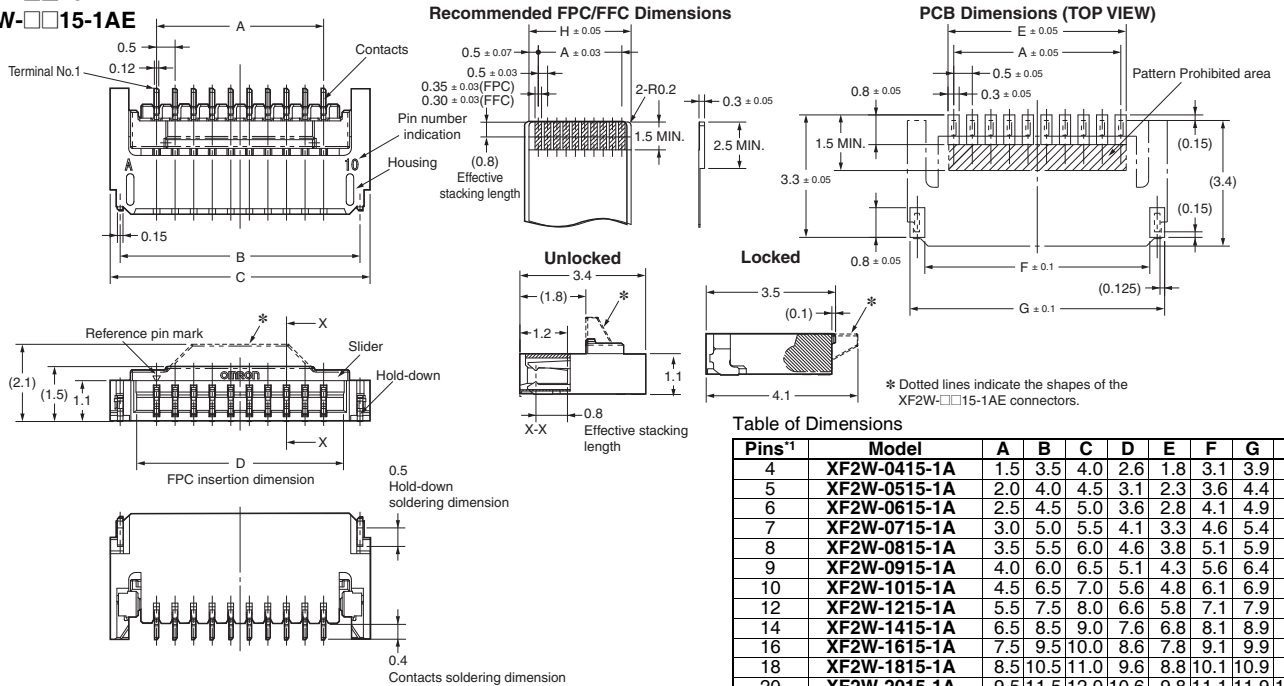 W-□□15-1AE
A
0.5
0.12
Terminal No.1
Contacts
Pin number
indication
Housing
A
10
0.15
B
C
Recommended FPC/FFC Dimensions
H ± 0.05
0.5 ± 0.07
A ± 0.03
0.5 ± 0.03
0.35 ± 0.03(FPC)
0.30 ± 0.03(FFC)
2-R0.2
0.3 ± 0.05
1.5 MIN.
2.5 MIN.
(0.8)
Effective
stacking length
PCB Dimensions (TOP VIEW)
E ± 0.05
A ± 0.05
0.5 ± 0.05
0.3 ± 0.05
Pattern Prohibited area
0.8 ± 0.05
1.5 MIN.
3.3 ± 0.05
(0.15)
(3.4)
(0.15)
0.8 ± 0.05
F ± 0.1
(0.125)
G ± 0.1
Unlocked
3.4
(1.8)
*
1.2
1.1
X-X
0.8
Effective stacking
length
Locked
3.5
(0.1)
*
4.1
* Dotted lines indicate the shapes of the
XF2W-□□15-1AE connectors.
Reference pin mark
*
X
Slider
OMRON
Hold-down
(2.1)
(1.5)
1.1
X
D
FPC insertion dimension
0.5
Hold-down
soldering dimension
0.4
Contacts soldering dimension
Table of Dimensions
Pins*1 Model A B C D E F G
4 XF2W-0415-1A 1.5 3.5 4.0 2.6 1.8 3.1 3.9
5 XF2W-0515-1A 2.0 4.0 4.5 3.1 2.3 3.6 4.4
6 XF2W-0615-1A 2.5 4.5 5.0 3.6 2.8 4.1 4.9
7 XF2W-0715-1A 3.0 5.0 5.5 4.1 3.3 4.6 5.4
8 XF2W-0815-1A 3.5 5.5 6.0 4.6 3.8 5.1 5.9
9 XF2W-0915-1A 4.0 6.0 6.5 5.1 4.3 5.6 6.4
10 XF2W-1015-1A 4.5 6.5 7.0 5.6 4.8 6.1 6.9
12 XF2W-1215-1A 5.5 7.5 8.0 6.6 5.8 7.1 7.9
14 XF2W-1415-1A 6.5 8.5 9.0 7.6 6.8 8.1 8.9
16 XF2W-1615-1A 7.5 9.5 10.0 8.6 7.8 9.1 9.9
18 XF2W-1815-1A 8.5 10.5 11.0 9.6 8.8 10.1 10.9
20 XF2W-2015-1A 9.5 11.5 12.0 10.6 9.8 11.1 11.9